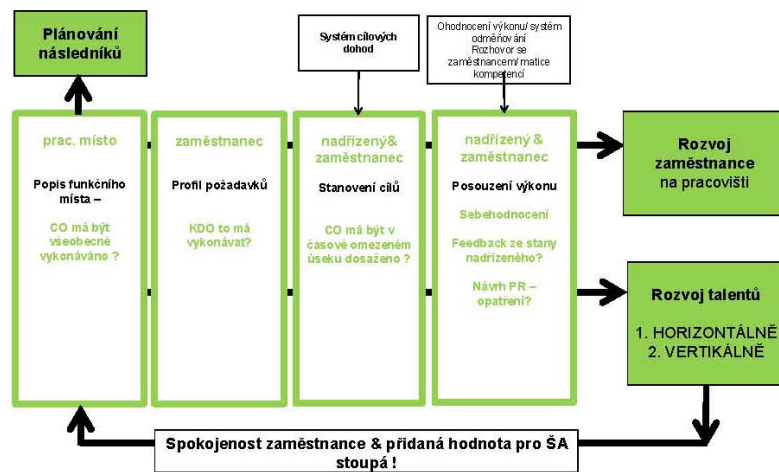 Plánování
následníků
Systém cílových
dohod
Ohodnocení výkonu/ systém
odměňování
Rozhovor se
zaměstnancem/ matice
kompetencí
prac. místo
Popis funkčního
místa –
CO má být
všeobecně
vykonáváno ?
zaměstnanec
Profil požadavků
KDO to má
vykonávat?
nadřízený&
zaměstnanec
Stanovení cílů
CO má být v
časově omezeném
úseku dosaženo ?
nadřízený &
zaměstnanec
Posouzení výkonu
Sebehodnocení
Feedback ze stany
nadřízeného?
Návrh PR –
opatření?
Rozvoj
zaměstnance
na pracovišti
Rozvoj talentů
1. HORIZONTÁLNĚ
2. VERTIKÁLNĚ
Spokojenost zaměstnance & přidaná hodnota pro ŠA
stoupá !